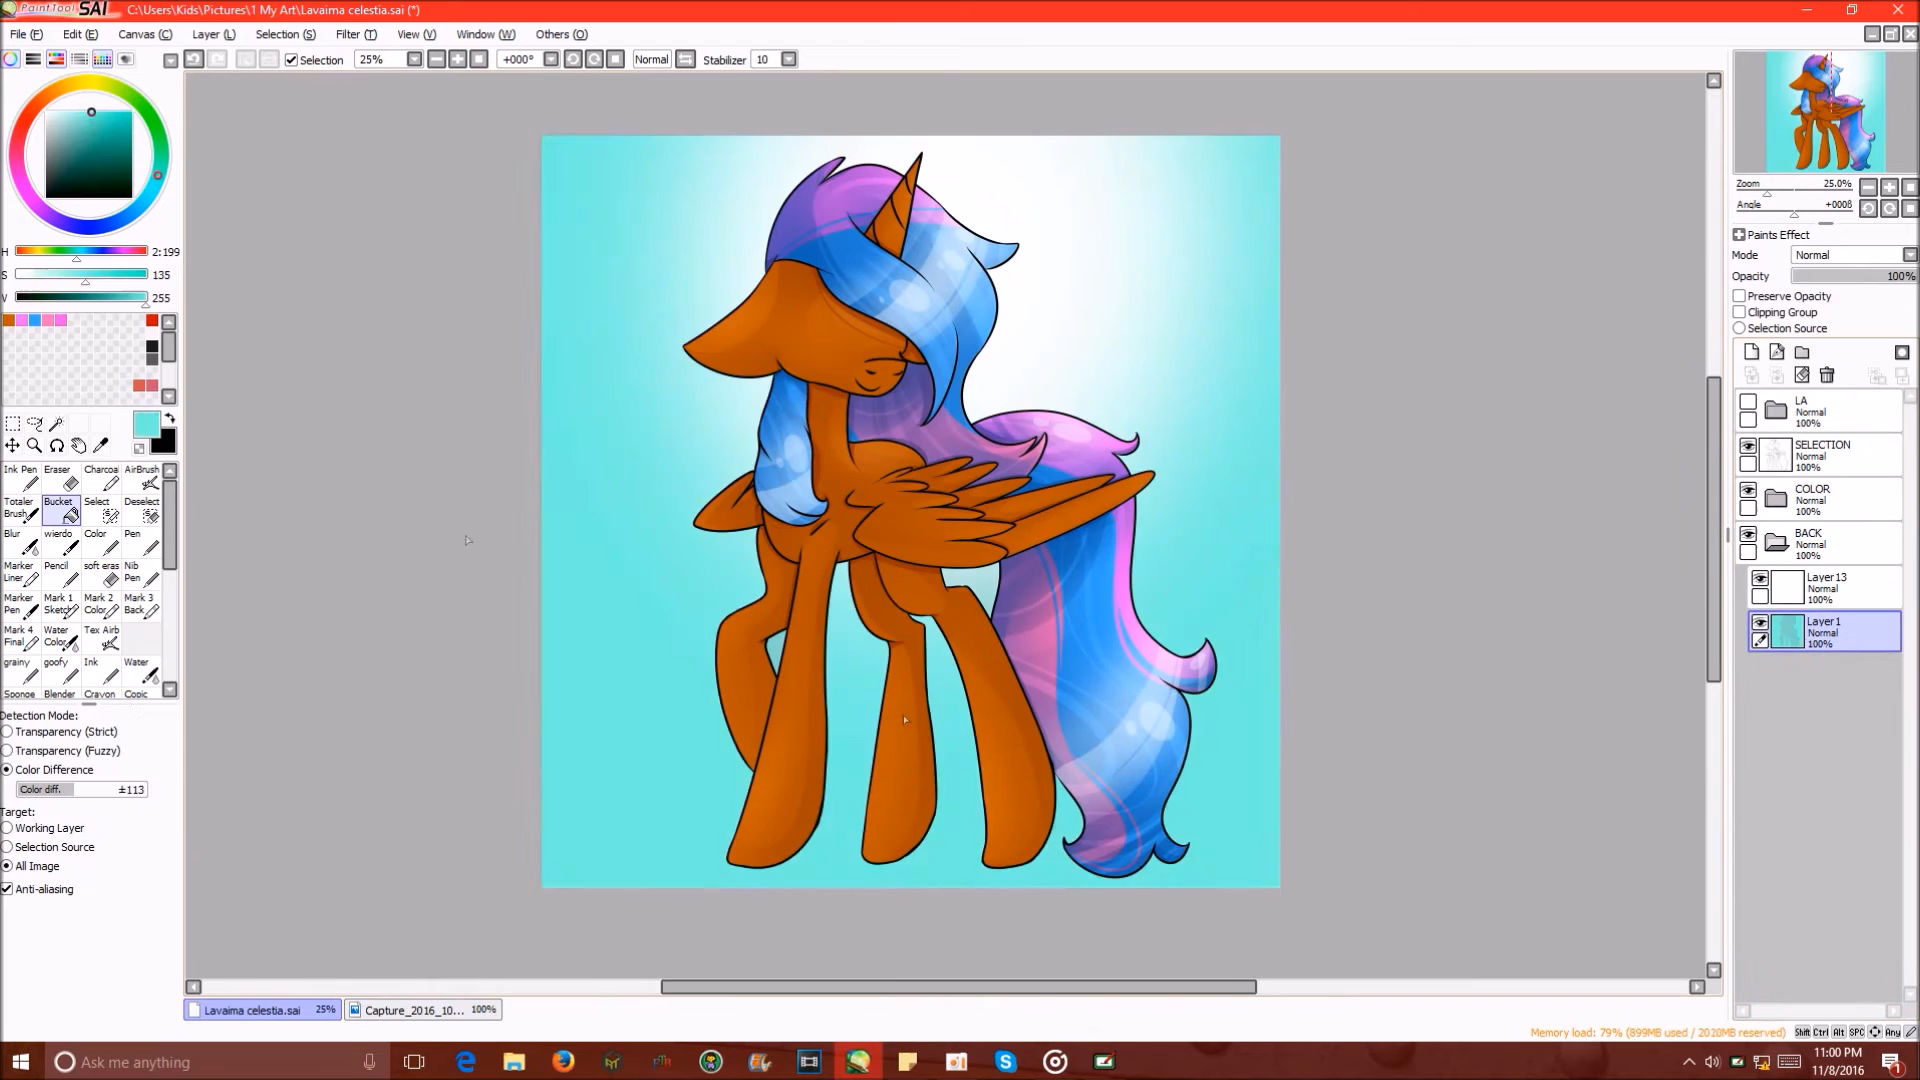 PaintTool SAI C:\Users\Kids\Pictures\1 My Art\Lavaima celestia.sai (*)
File (F) Edit (E) Canvas (C) Layer (L) Selection (S) Filter (T) View (V) Window (W) Others (O)
Selection 25% +000° Normal Stabilizer 10
H 2:199
S 135
V 255
Ink Pen Eraser Charcoal AirBrush
Totaler Brush Bucket Select Deselect
Blur wierdo Color Pen
Marker Liner Pencil soft eras Nib Pen
Marker Pen Mark 1 Sketch Mark 2 Color Mark 3 Back
Mark 4 Final Water Color Tex Airb
grainy goofy Ink Water
Sponge Blender Crayon Copic
Detection Mode:
Transparency (Strict)
Transparency (Fuzzy)
Color Difference
Color diff. ±113
Target:
Working Layer
Selection Source
All Image
Anti-aliasing
Zoom 25.0%
Angle +000ß
Paints Effect
Mode Normal
Opacity 100%
Preserve Opacity
Clipping Group
Selection Source
LA
Normal
100%
SELECTION
Normal
100%
COLOR
Normal
100%
BACK
Normal
100%
Layer13
Normal
100%
Layer1
Normal
100%
Lavaima celestia.sai 25% Capture_2016_10... 100%
Memory load: 79% (899MB used / 2020MB reserved) Shift Ctrl Alt SPC Any
Ask me anything
11:00 PM
11/8/2016
1